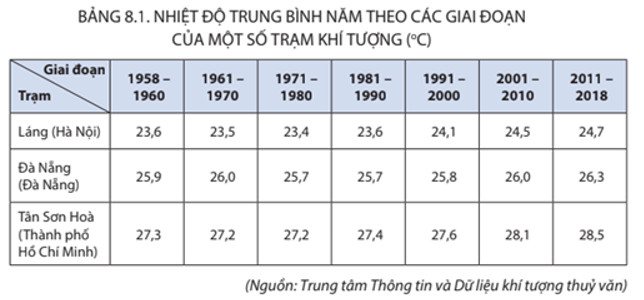 BẢNG 8.1. NHIỆT ĐỘ TRUNG BÌNH NĂM THEO CÁC GIAI ĐOẠN
CỦA MỘT SỐ TRẠM KHÍ TƯỢNG (°C)
Giai đoạn
Trạm
1958 – 1960
1961 – 1970
1971 – 1980
1981 – 1990
1991 – 2000
2001 – 2010
2011 – 2018
Láng (Hà Nội) 23,6 23,5 23,4 23,6 24,1 24,5 24,7
Đà Nẵng
(Đà Nẵng)
25,9 26,0 25,7 25,7 25,8 26,0 26,3
Tân Sơn Hoà
(Thành phố
Hồ Chí Minh)
27,3 27,2 27,2 27,4 27,6 28,1 28,5
(Nguồn: Trung tâm Thông tin và Dữ liệu khí tượng thuỷ văn)